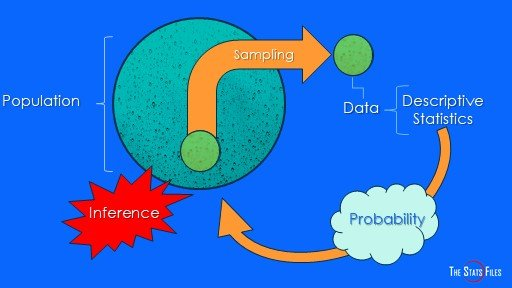 Sampling
Population
Data
Descriptive
Statistics
Inference
Probability
THE STATS FILES